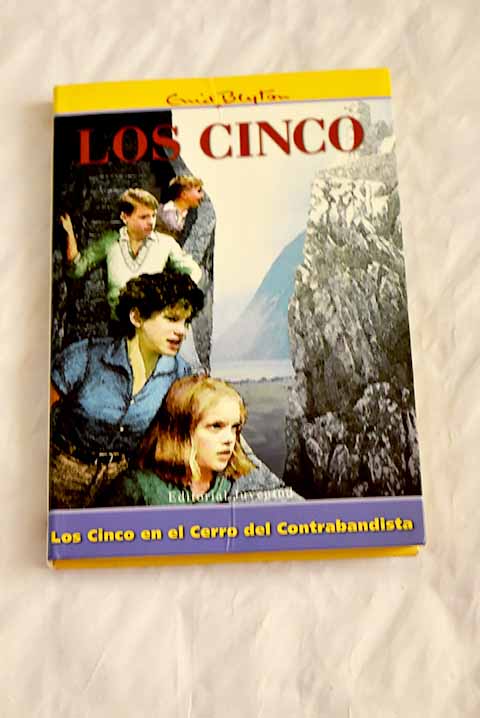 Enid Blyton
LOS CINCO
Editorial Juventud
Los Cinco en el Cerro del Contrabandista